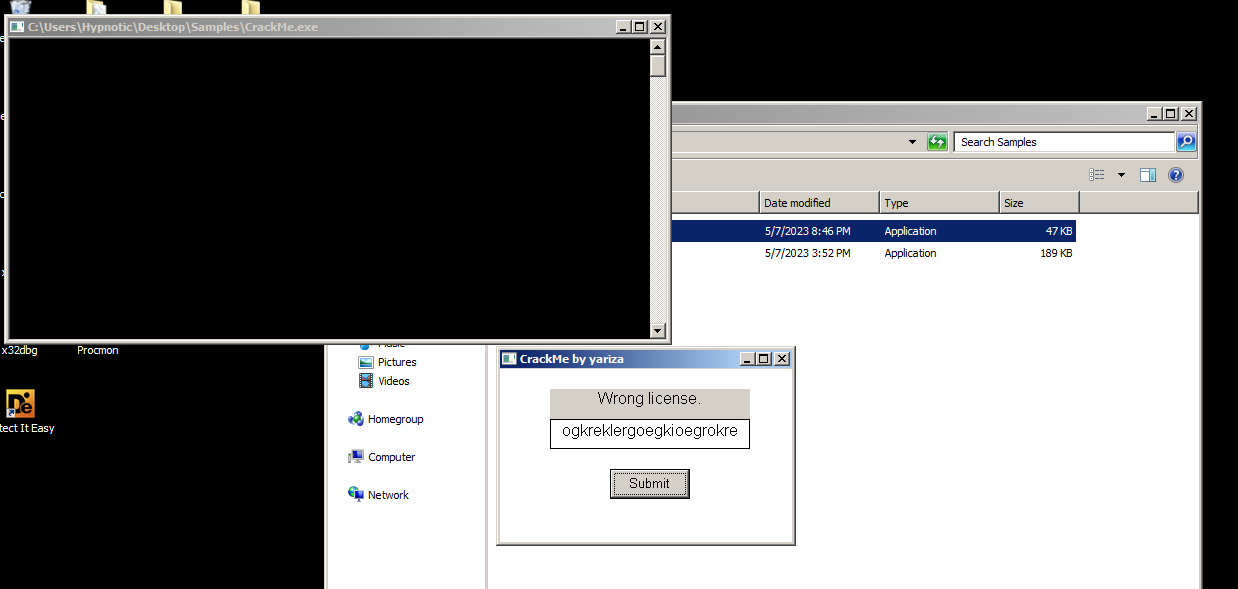 C:\Users\Hypnotic\Desktop\Samples\CrackMe.exe
Search Samples
Date modified Type Size
5/7/2023 8:46 PM Application 47 KB
5/7/2023 3:52 PM Application 189 KB
x32dbg Procmon
Pictures
Videos
tect It Easy
Homegroup
Computer
Network
CrackMe by yariza
Wrong license.
ogkreklergoegkioegrokre
Submit